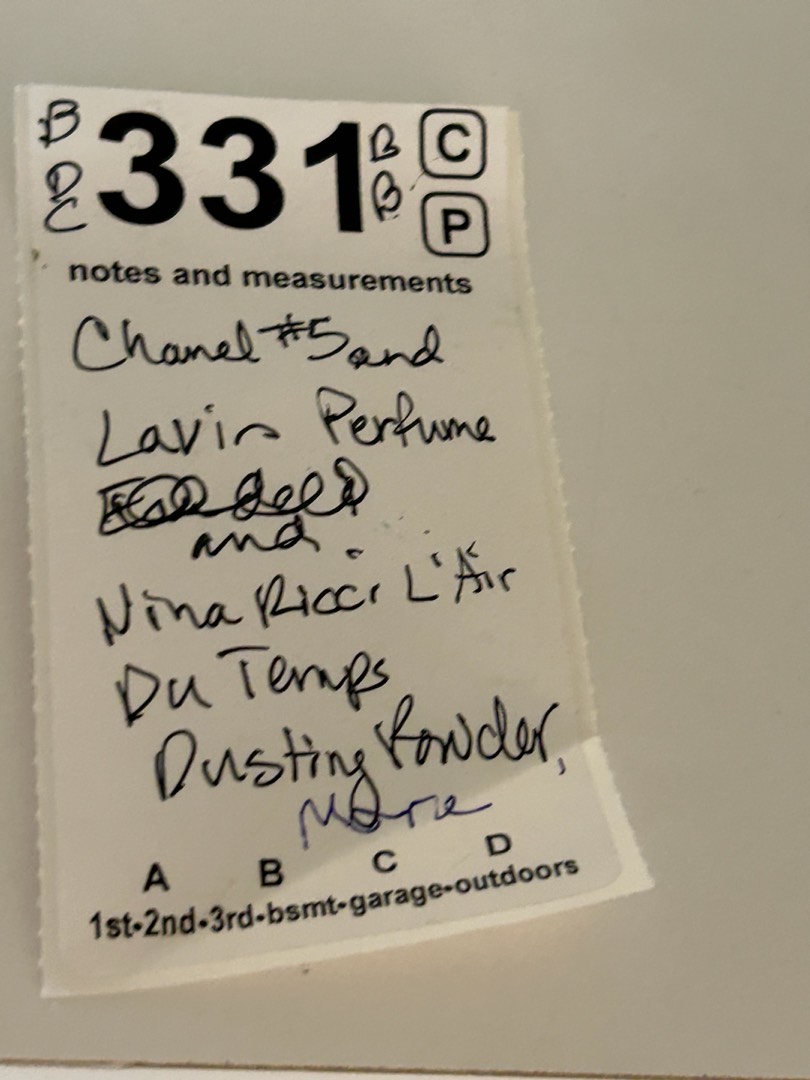 B 331 B C
DC B P
notes and measurements
Chanel #5 and
Lavin Perfume
and
Nina Ricci L'Air
Du Temps
Dusting Powder,
More
A B C D
1st•2nd•3rd•bsmt•garage•outdoors